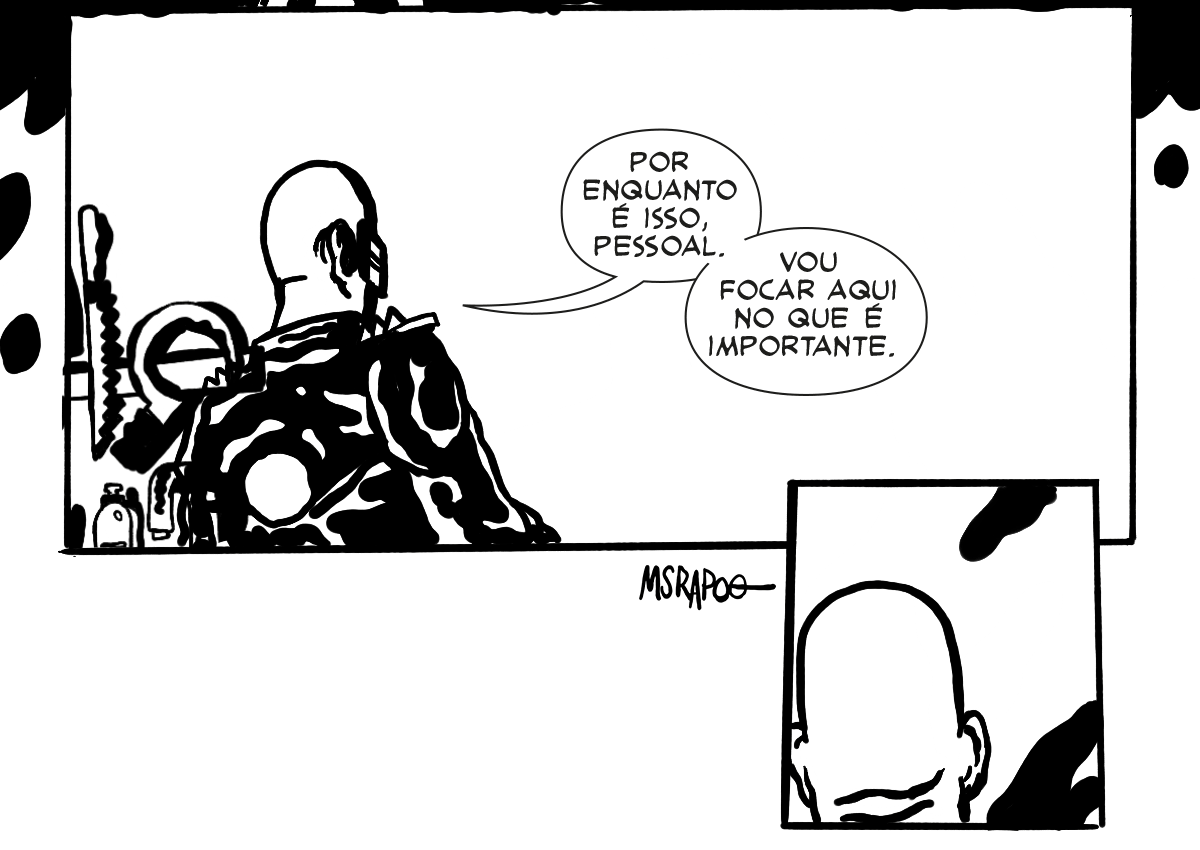 POR
ENQUANTO
É ISSO,
PESSOAL.
VOU
FOCAR AQUI
NO QUE É
IMPORTANTE.
MSRAPOO